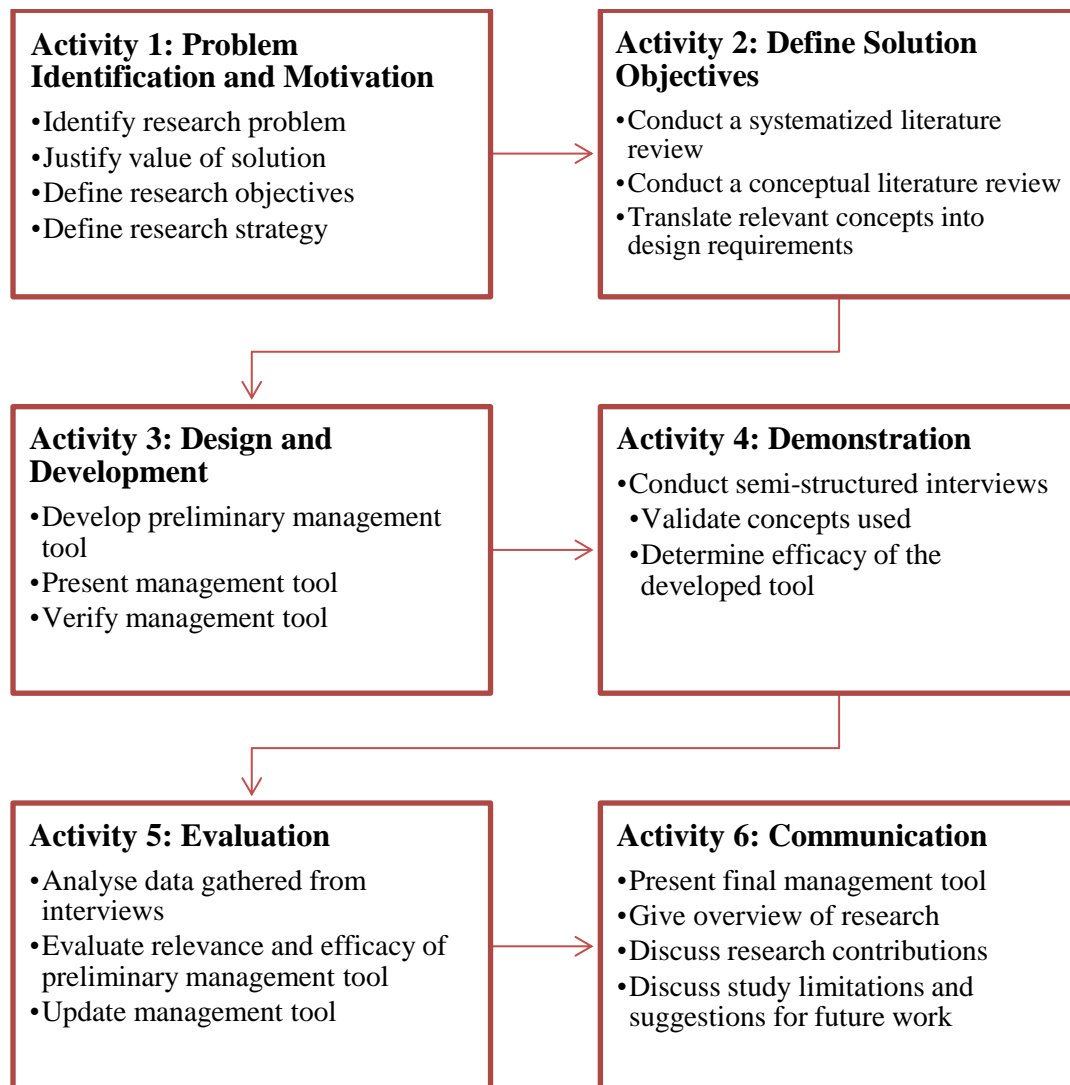 Activity 1: Problem
Identification and Motivation
•Identify research problem
•Justify value of solution
•Define research objectives
•Define research strategy
Activity 2: Define Solution
Objectives
•Conduct a systematized literature
review
•Conduct a conceptual literature review
•Translate relevant concepts into
design requirements
Activity 3: Design and
Development
•Develop preliminary management
tool
•Present management tool
•Verify management tool
Activity 4: Demonstration
•Conduct semi-structured interviews
•Validate concepts used
•Determine efficacy of the
developed tool
Activity 5: Evaluation
•Analyse data gathered from
interviews
•Evaluate relevance and efficacy of
preliminary management tool
•Update management tool
Activity 6: Communication
•Present final management tool
•Give overview of research
•Discuss research contributions
•Discuss study limitations and
suggestions for future work